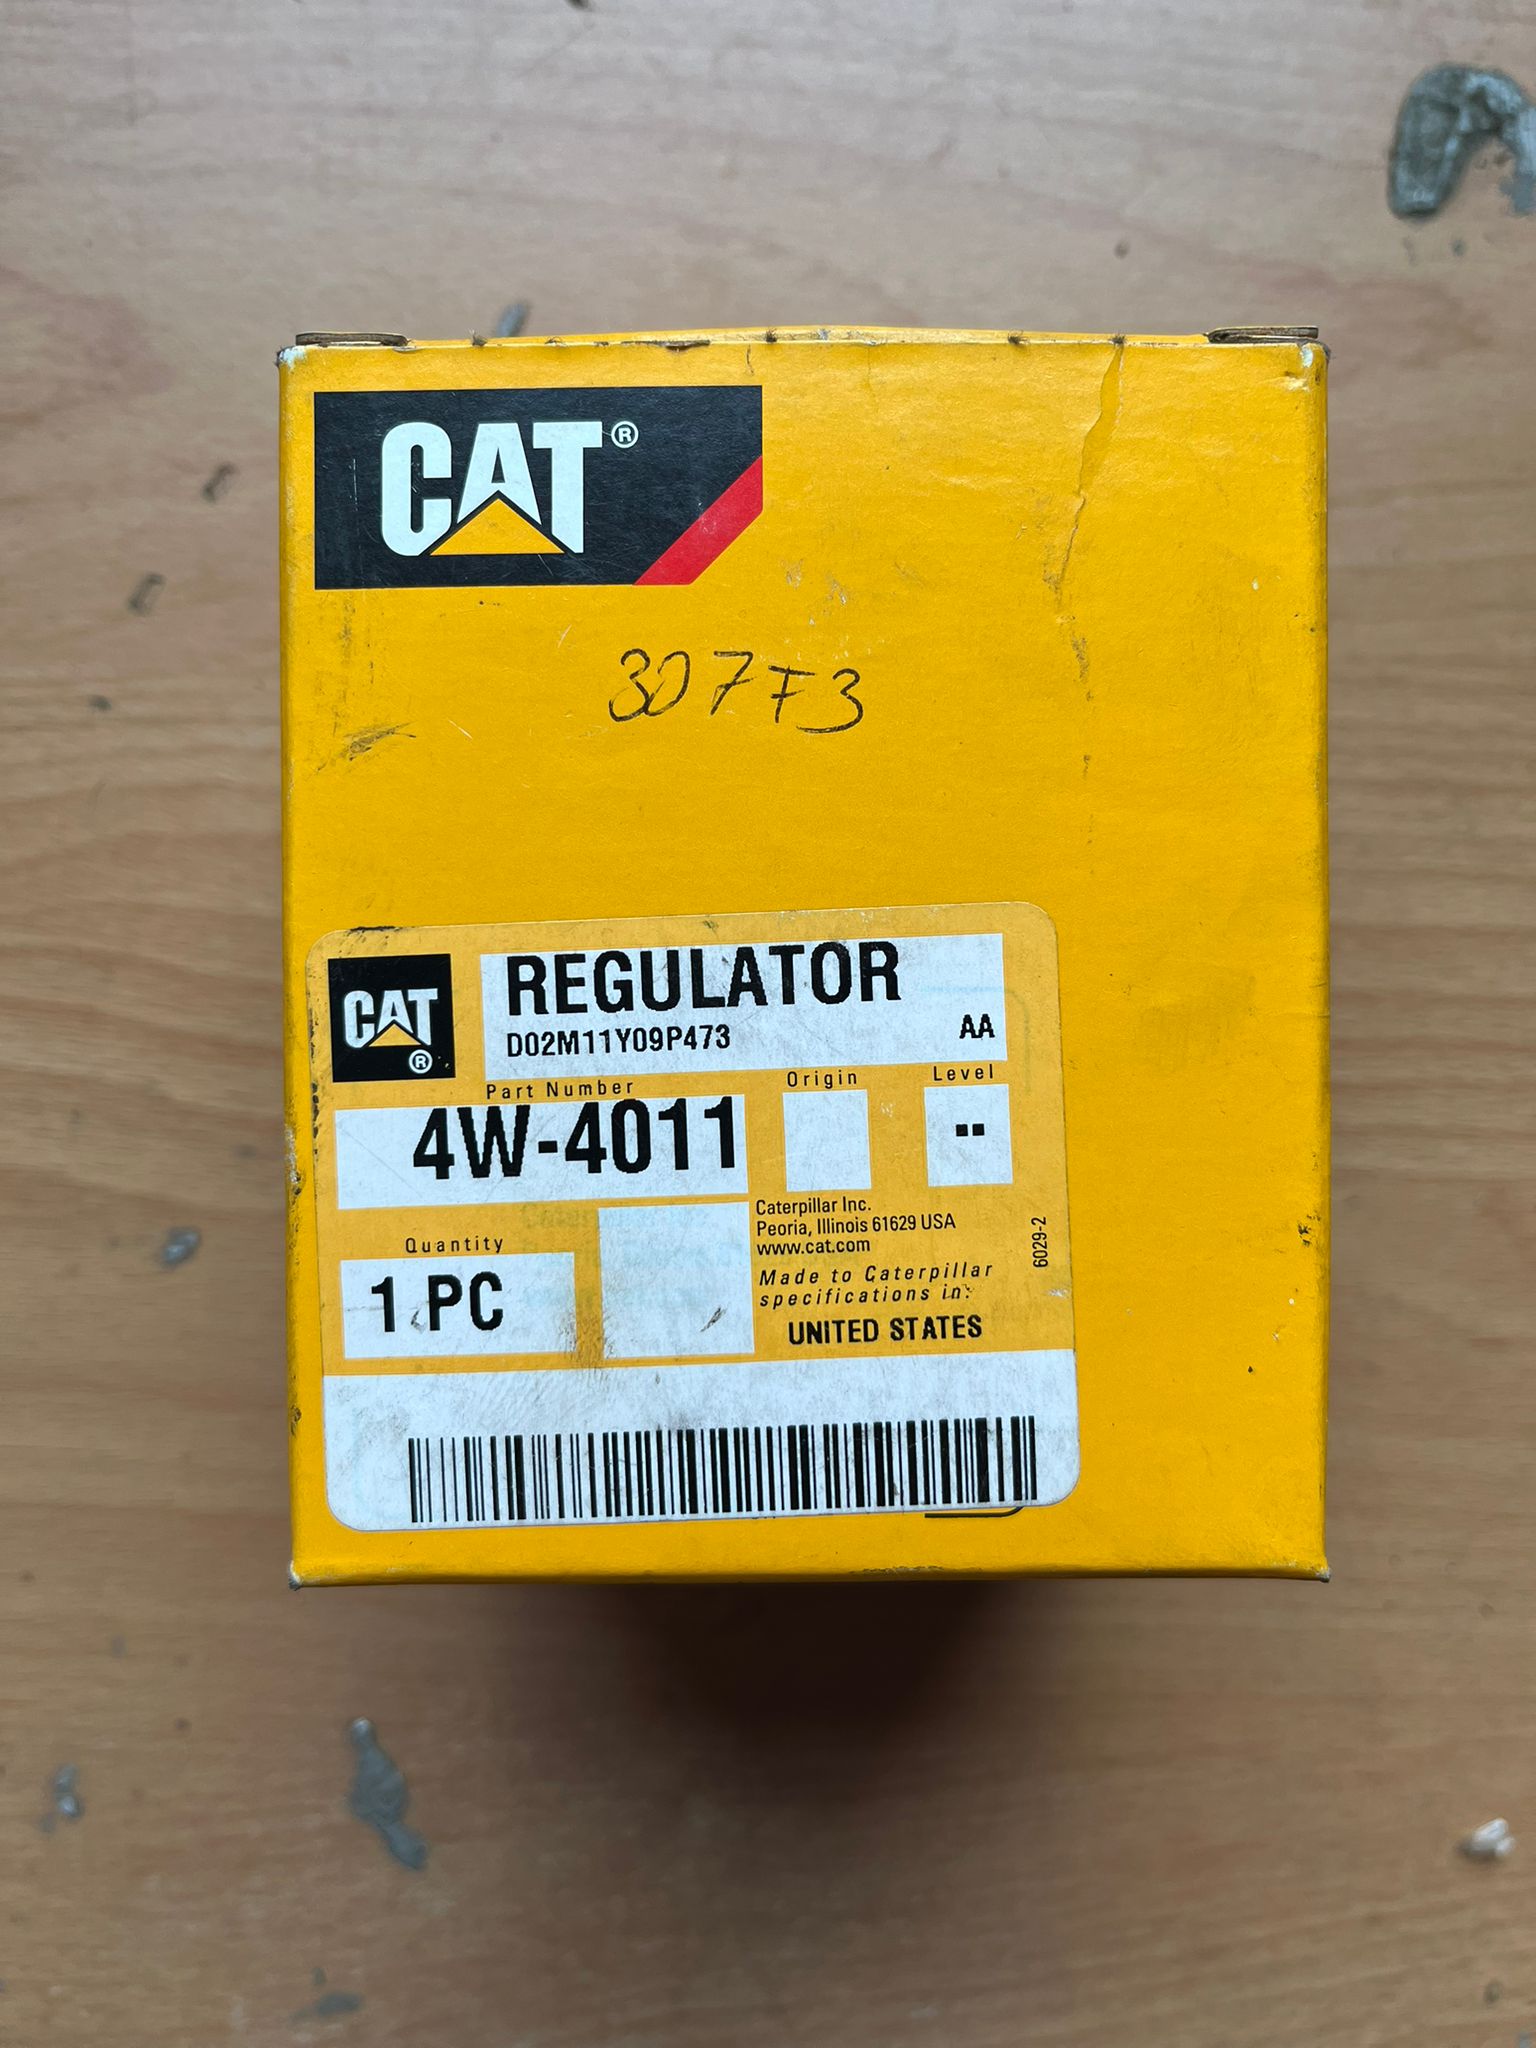 CAT®
307F3
CAT®
REGULATOR
D02M11Y09P473 AA
Part Number Origin Level
4W-4011 --
Quantity
1 PC
Caterpillar Inc.
Peoria, Illinois 61629 USA
www.cat.com
Made to Caterpillar
specifications in:
UNITED STATES
6029-2